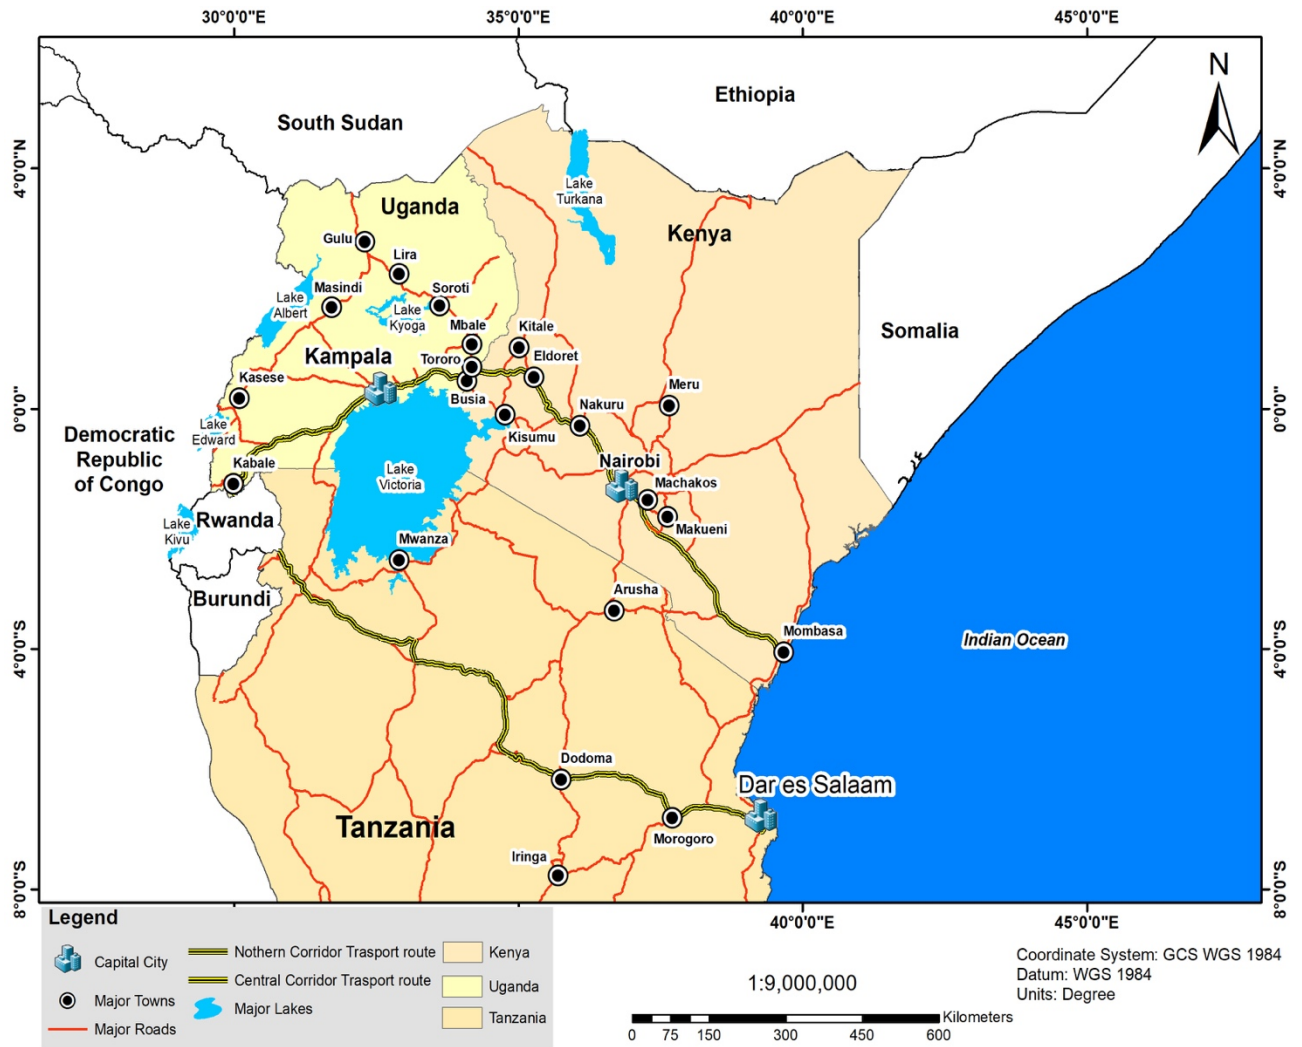 30°0'0"E
35°0'0"E
40°0'0"E
45°0'0"E
N
Ethiopia
South Sudan
4°0'0"N
4°0'0"N
Lake
Turkana
Uganda
Kenya
Gulu
Lira
Masindi
Soroti
Lake
Albert
Lake
Kyoga
Somalia
Mbale
Kitale
Kampala
Tororo
Eldoret
Kasese
Meru
Busia
0°0'0"
0°0'0"
Nakuru
Lake
Edward
Kisumu
Democratic
Republic
of Congo
Kabale
Nairobi
Lake
Victoria
Machakos
Rwanda
Makueni
Lake
Kivu
Mwanza
Burundi
Arusha
Mombasa
Indian Ocean
4°0'0"S
4°0'0"S
Dodoma
Dar es Salaam
Tanzania
Morogoro
Iringa
8°0'0"S
8°0'0"S
30°0'0"E
35°0'0"E
40°0'0"E
45°0'0"E
Legend
Capital City
Major Towns
Major Roads
Nothern Corridor Trasport route
Central Corridor Trasport route
Major Lakes
Kenya
Uganda
Tanzania
1:9,000,000
Kilometers
0 75 150 300 450 600
Coordinate System: GCS WGS 1984
Datum: WGS 1984
Units: Degree